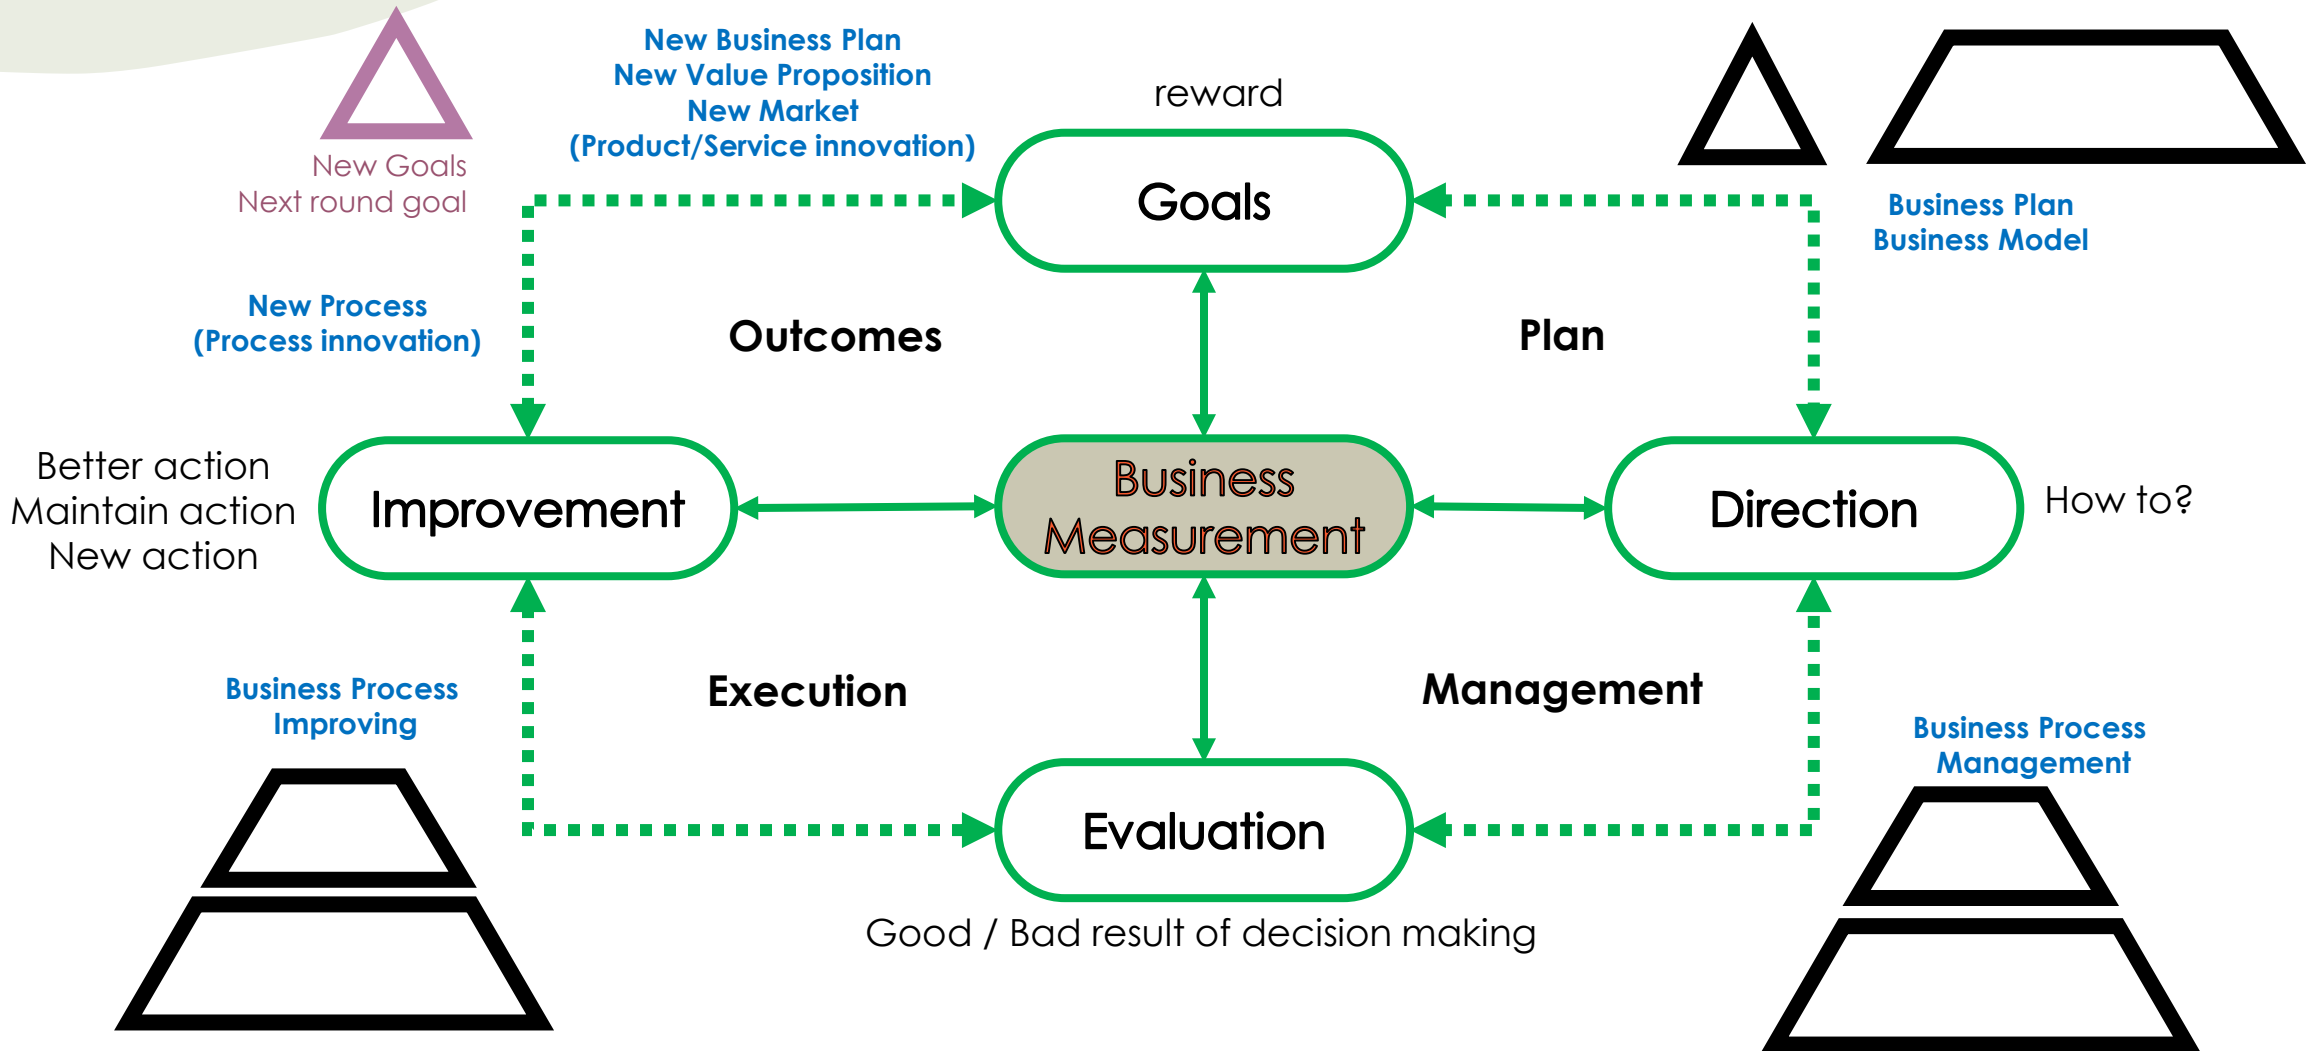 New Business Plan
New Value Proposition
New Market
(Product/Service innovation)
reward
New Goals
Next round goal
Goals
Business Plan
Business Model
New Process
(Process innovation)
Outcomes
Plan
Better action
Maintain action
New action
Improvement
Business
Measurement
Direction
How to?
Business Process
Improving
Execution
Management
Business Process
Management
Evaluation
Good / Bad result of decision making